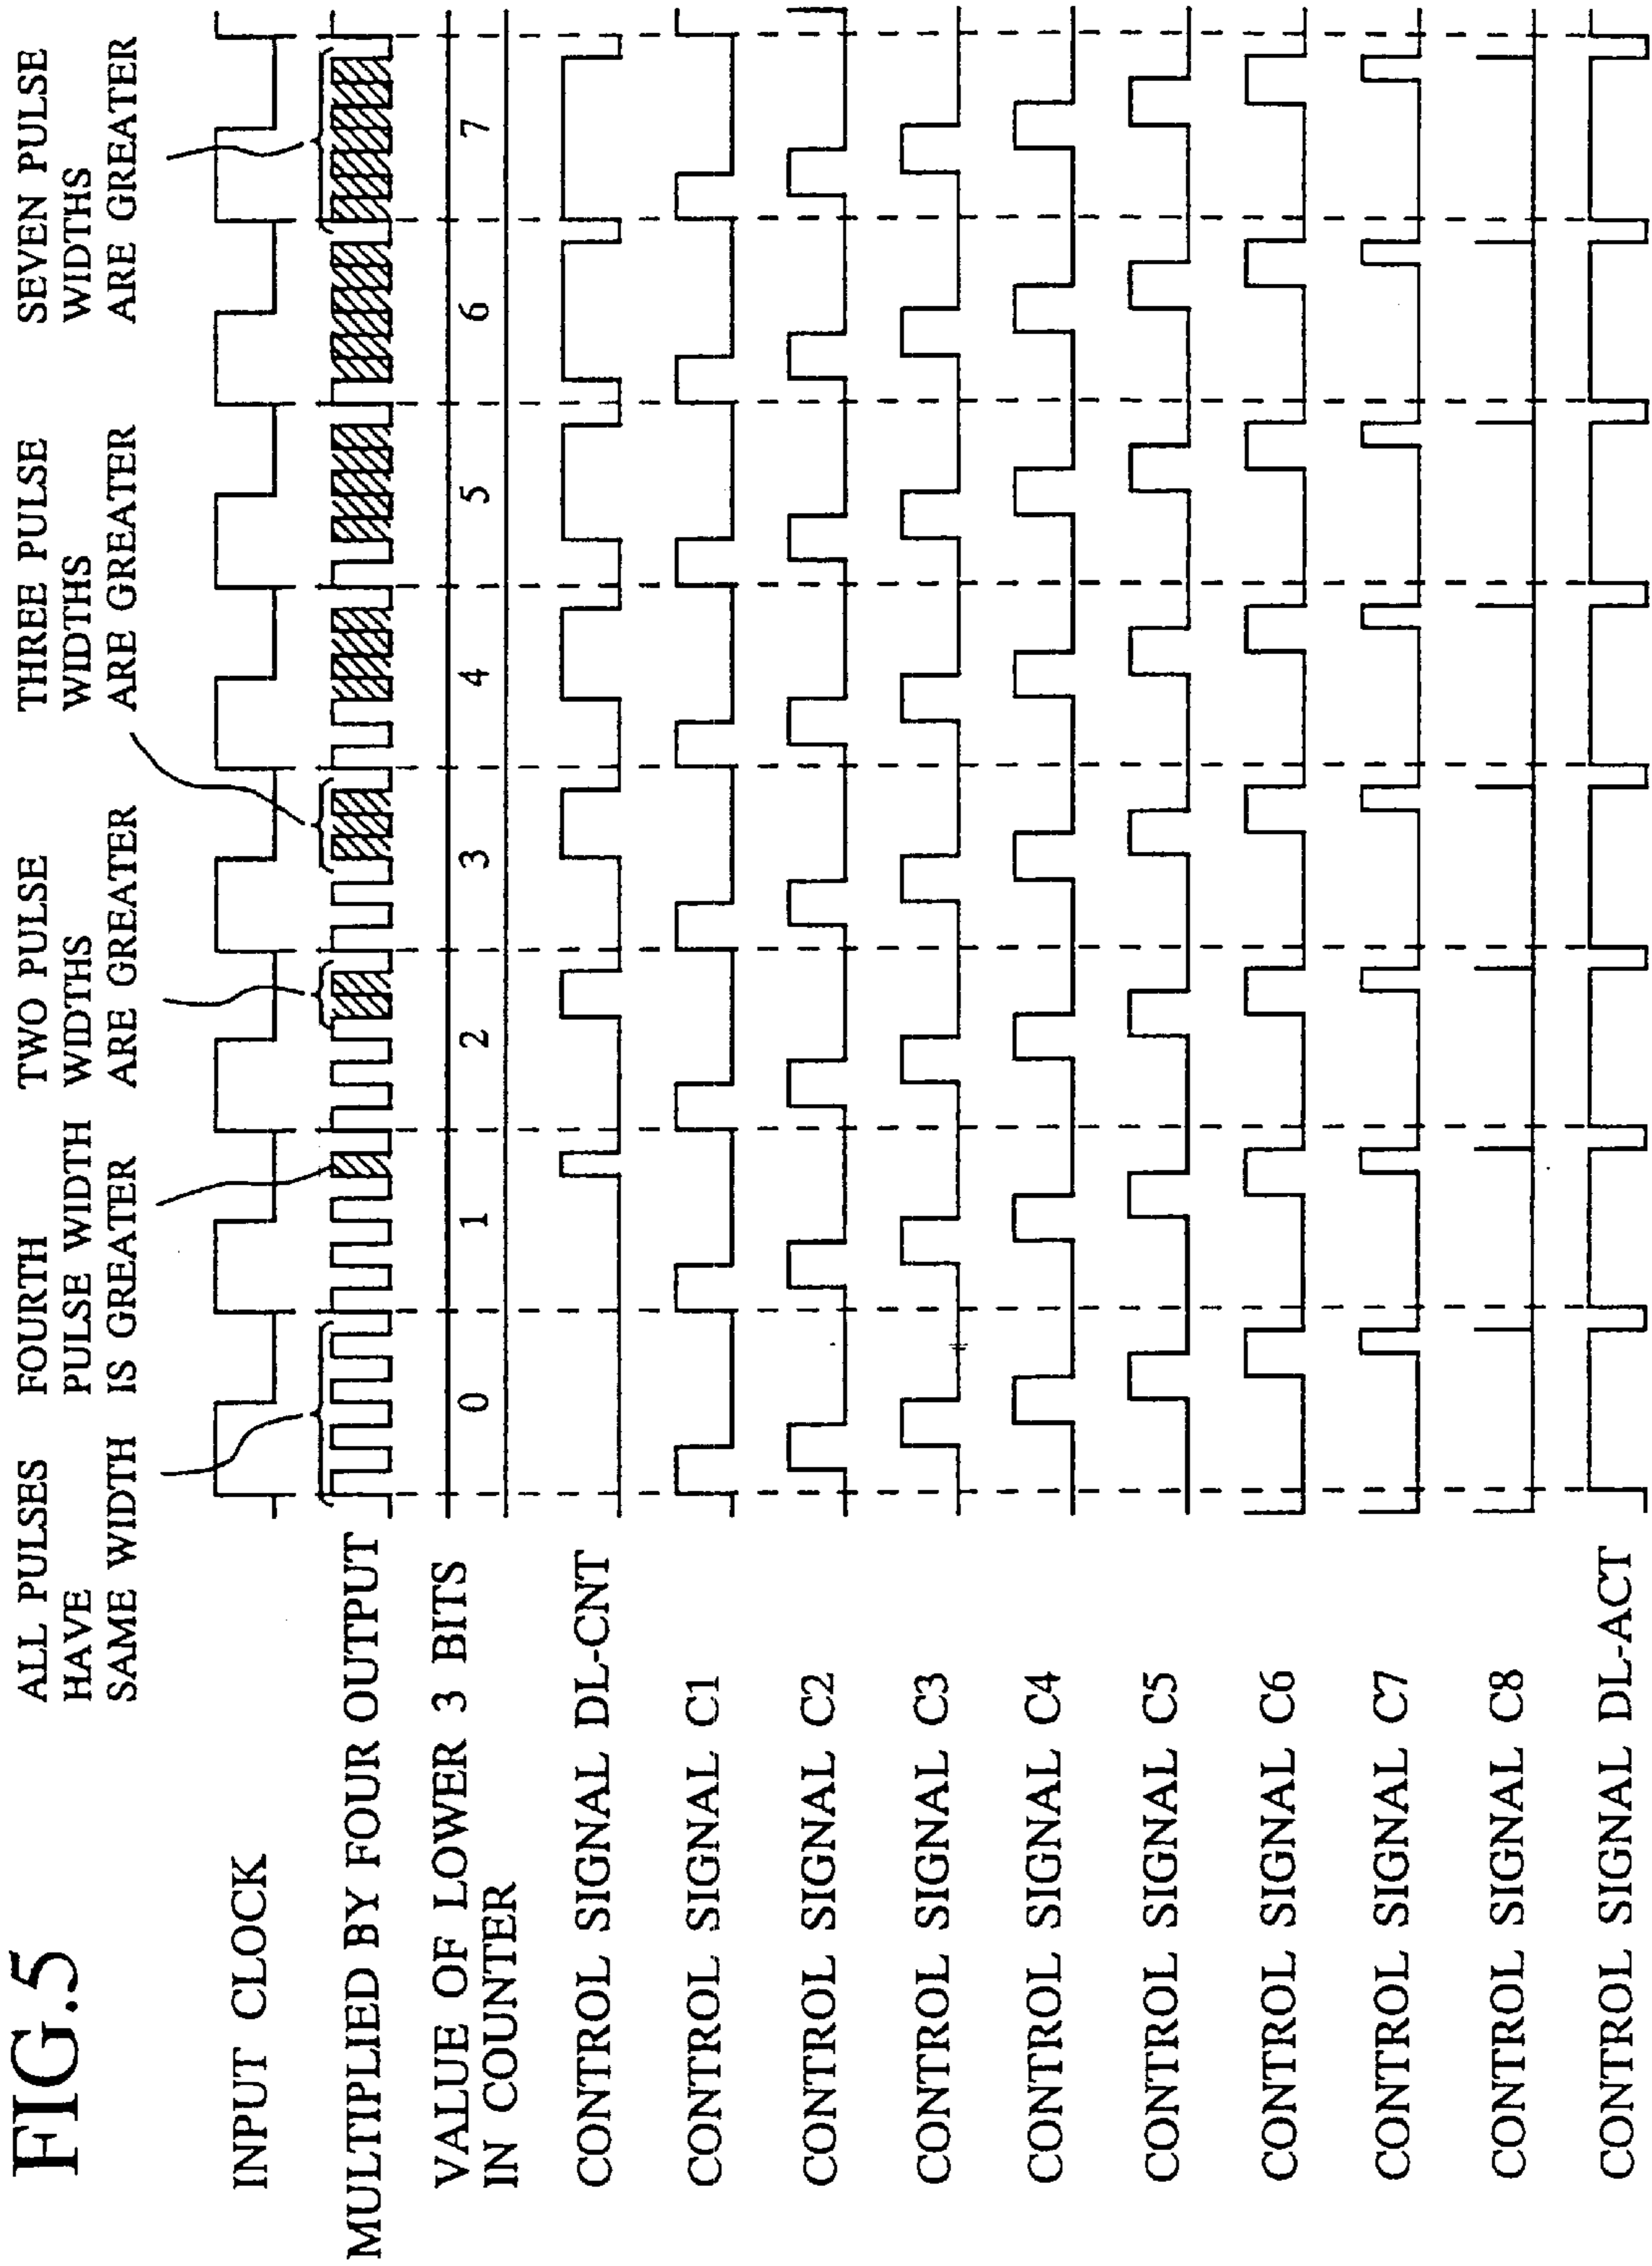 FIG.5
ALL PULSES
HAVE
SAME WIDTH
FOURTH
PULSE WIDTH
IS GREATER
TWO PULSE
WIDTHS
ARE GREATER
THREE PULSE
WIDTHS
ARE GREATER
SEVEN PULSE
WIDTHS
ARE GREATER
INPUT CLOCK
MULTIPLIED BY FOUR OUTPUT
VALUE OF LOWER 3 BITS
IN COUNTER
0 1 2 3 4 5 6 7
CONTROL SIGNAL DL-CNT
CONTROL SIGNAL C1
CONTROL SIGNAL C2
CONTROL SIGNAL C3
CONTROL SIGNAL C4
CONTROL SIGNAL C5
CONTROL SIGNAL C6
CONTROL SIGNAL C7
CONTROL SIGNAL C8
CONTROL SIGNAL DL-ACT